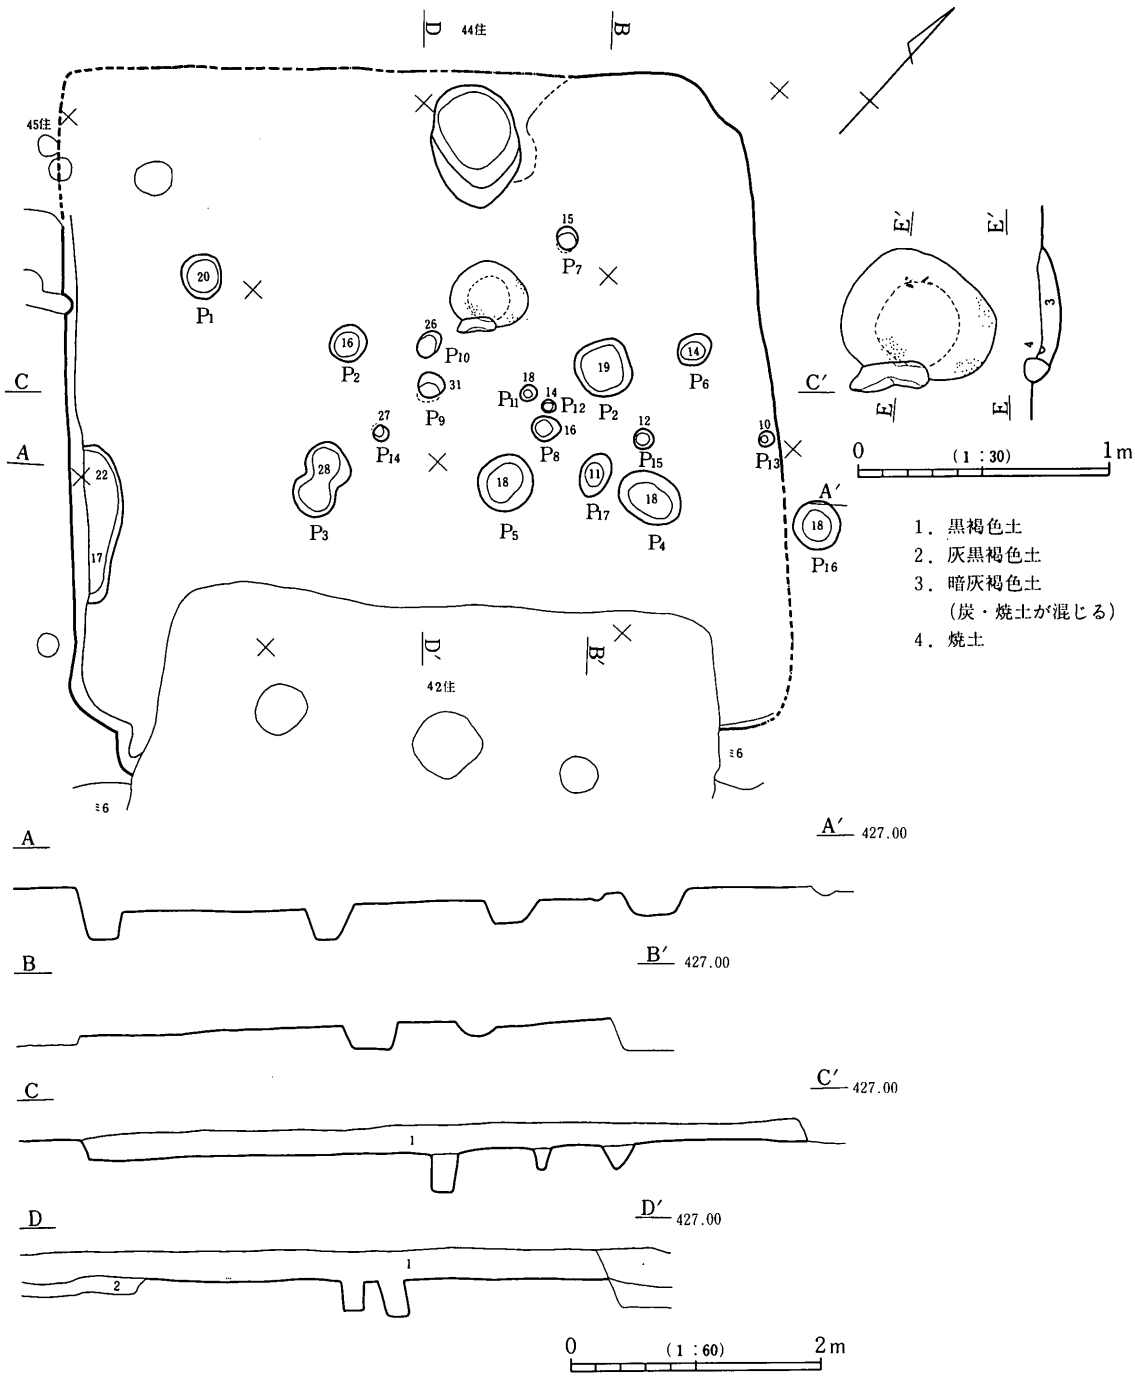 D 44住 B
45住
15
P7
20
P1
16
P2
26
P10
31
P9
19
P2
14
P6
18
P11
14
P12
16
P8
27
P14
12
P15
10
P13
28
P3
18
P5
11
P17
18
P4
18
P16
22
17
C C′
A A′
D′ B′
42住
ミ6
ミ6
E′ E′
3
4
E E
0 (1:30) 1m
1. 黒褐色土
2. 灰黒褐色土
3. 暗灰褐色土
(炭・焼土が混じる)
4. 焼土
A A′ 427.00
B B′ 427.00
C C′ 427.00
1
D D′ 427.00
1
2
0 (1:60) 2m